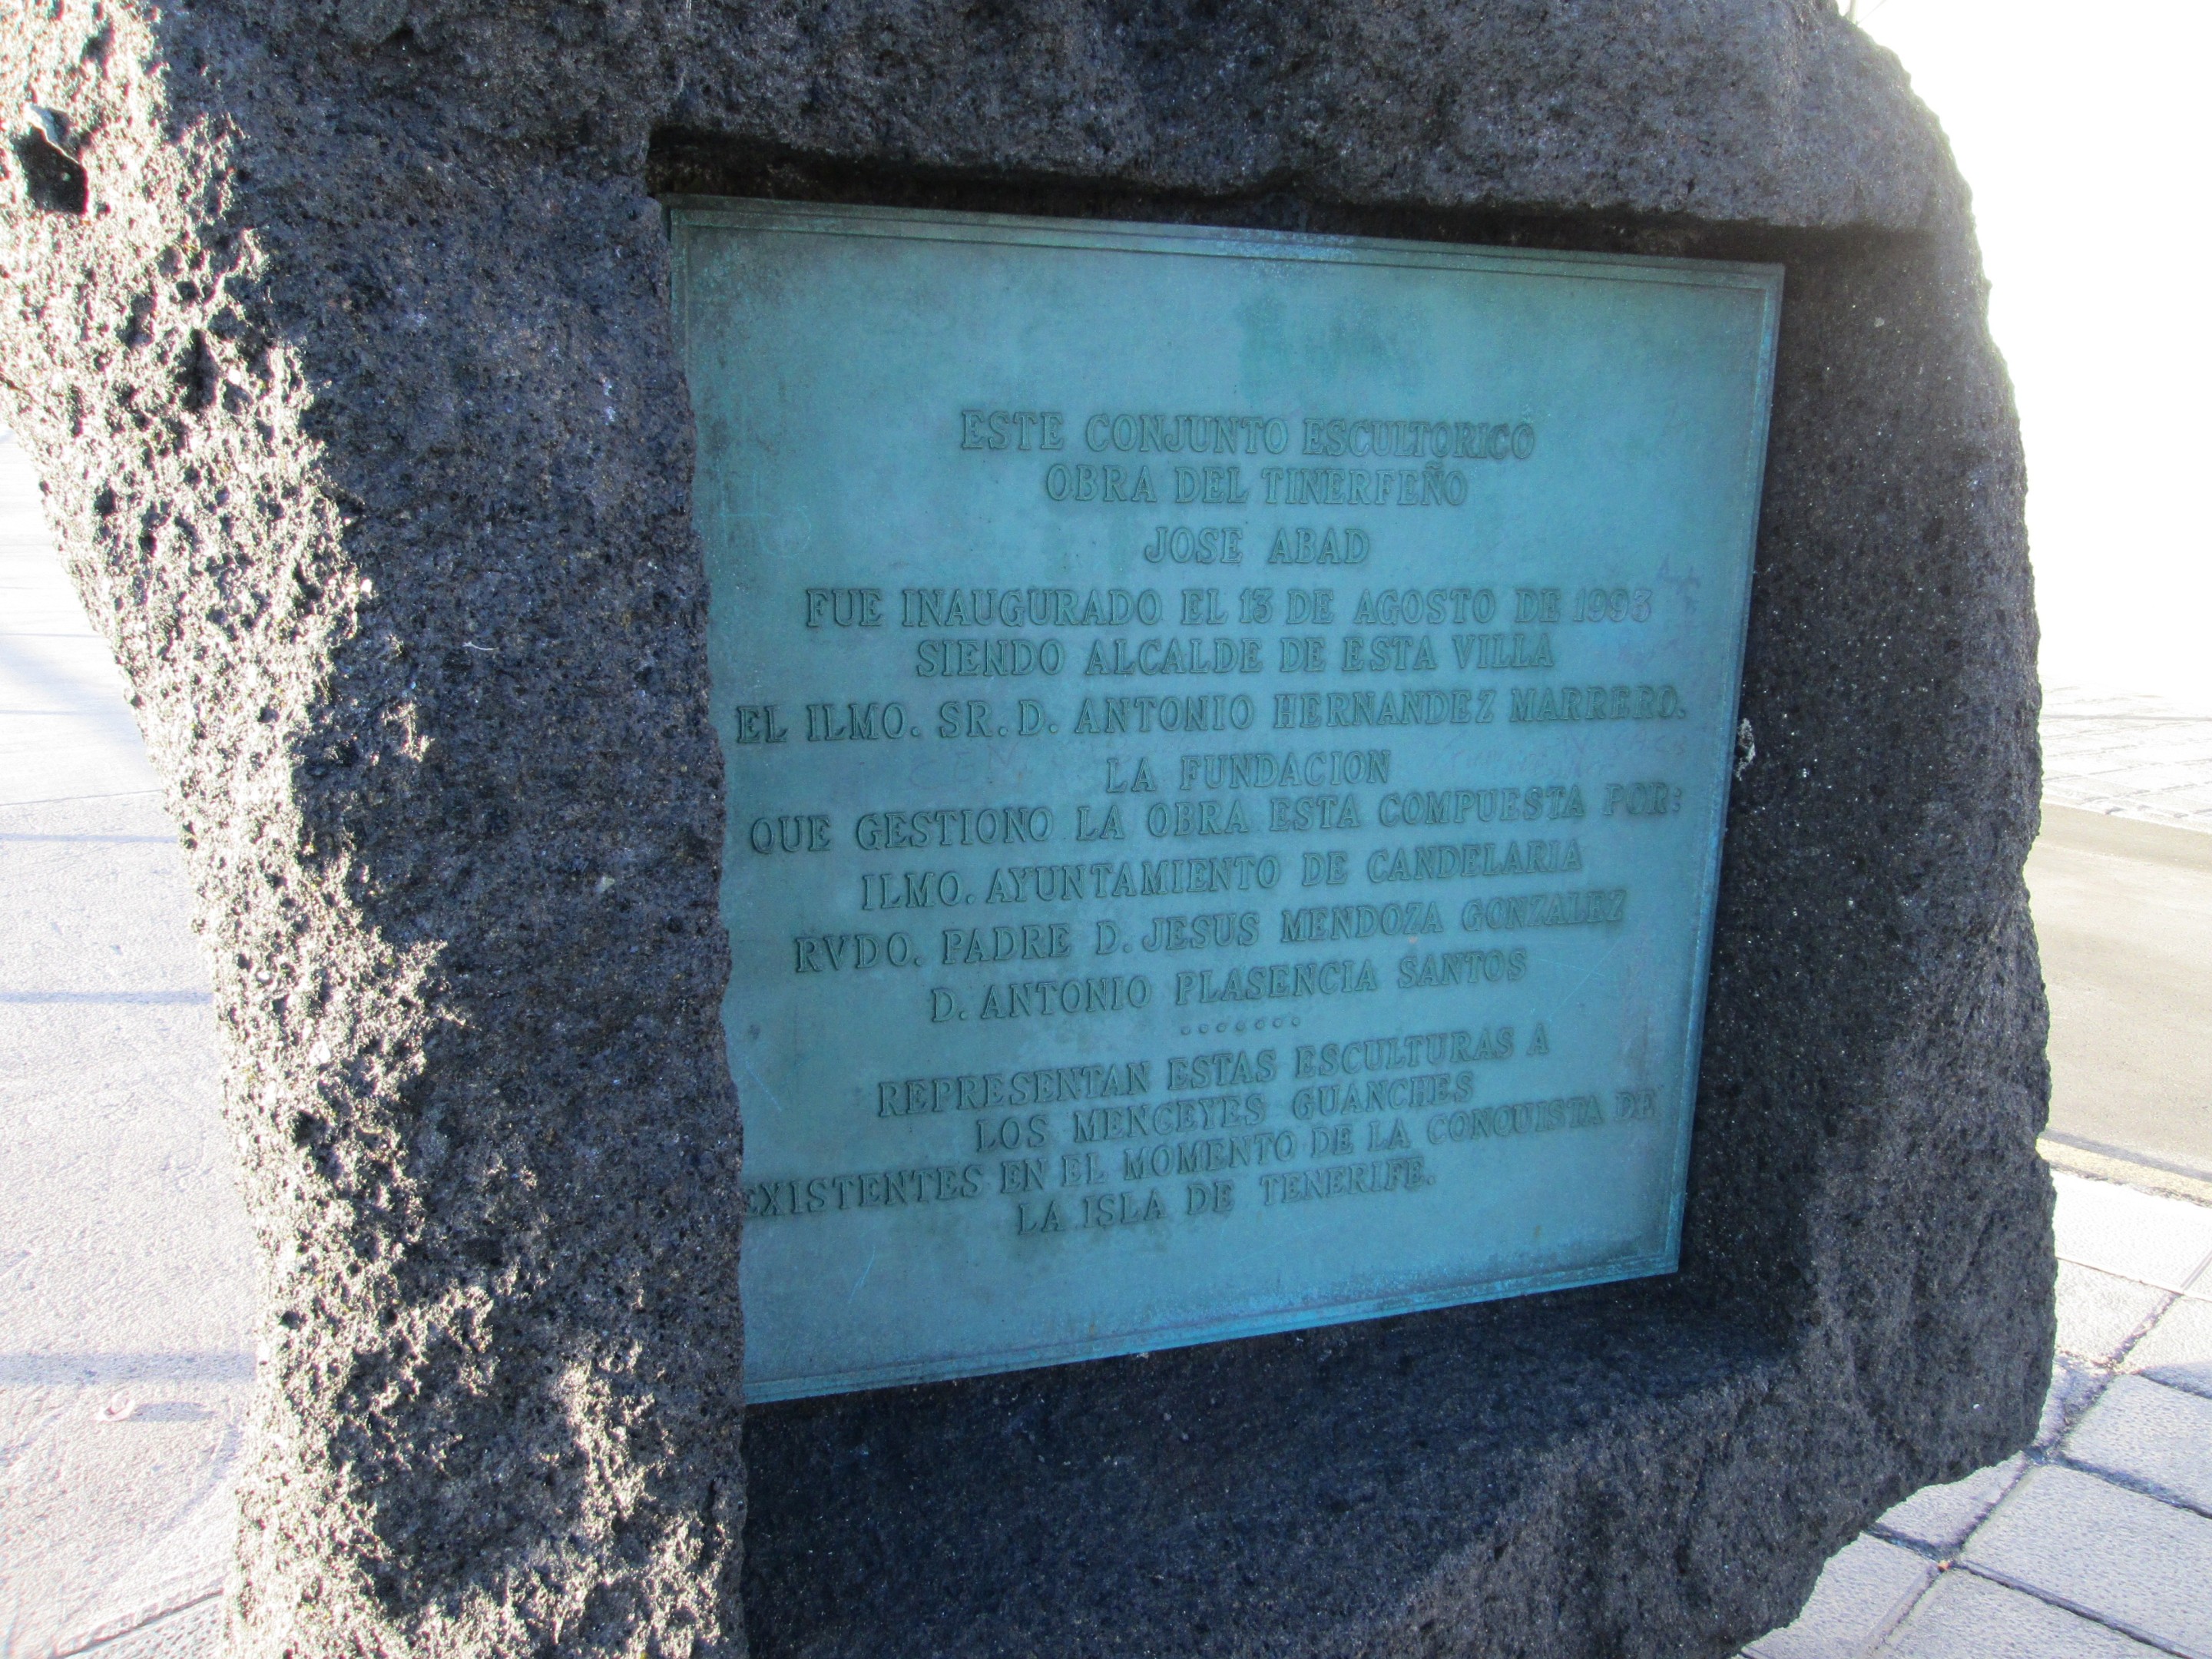 ESTE CONJUNTO ESCULTORICO
OBRA DEL TINERFEÑO
JOSE ABAD
FUE INAUGURADO EL 13 DE AGOSTO DE 1993
SIENDO ALCALDE DE ESTA VILLA
EL ILMO. SR. D. ANTONIO HERNANDEZ MARRERO.
LA FUNDACION
QUE GESTIONO LA OBRA ESTA COMPUESTA POR:
ILMO. AYUNTAMIENTO DE CANDELARIA
RVDO. PADRE D. JESUS MENDOZA GONZALEZ
D. ANTONIO PLASENCIA SANTOS
.......
REPRESENTAN ESTAS ESCULTURAS A
LOS MENCEYES GUANCHES
EXISTENTES EN EL MOMENTO DE LA CONQUISTA DE
LA ISLA DE TENERIFE.